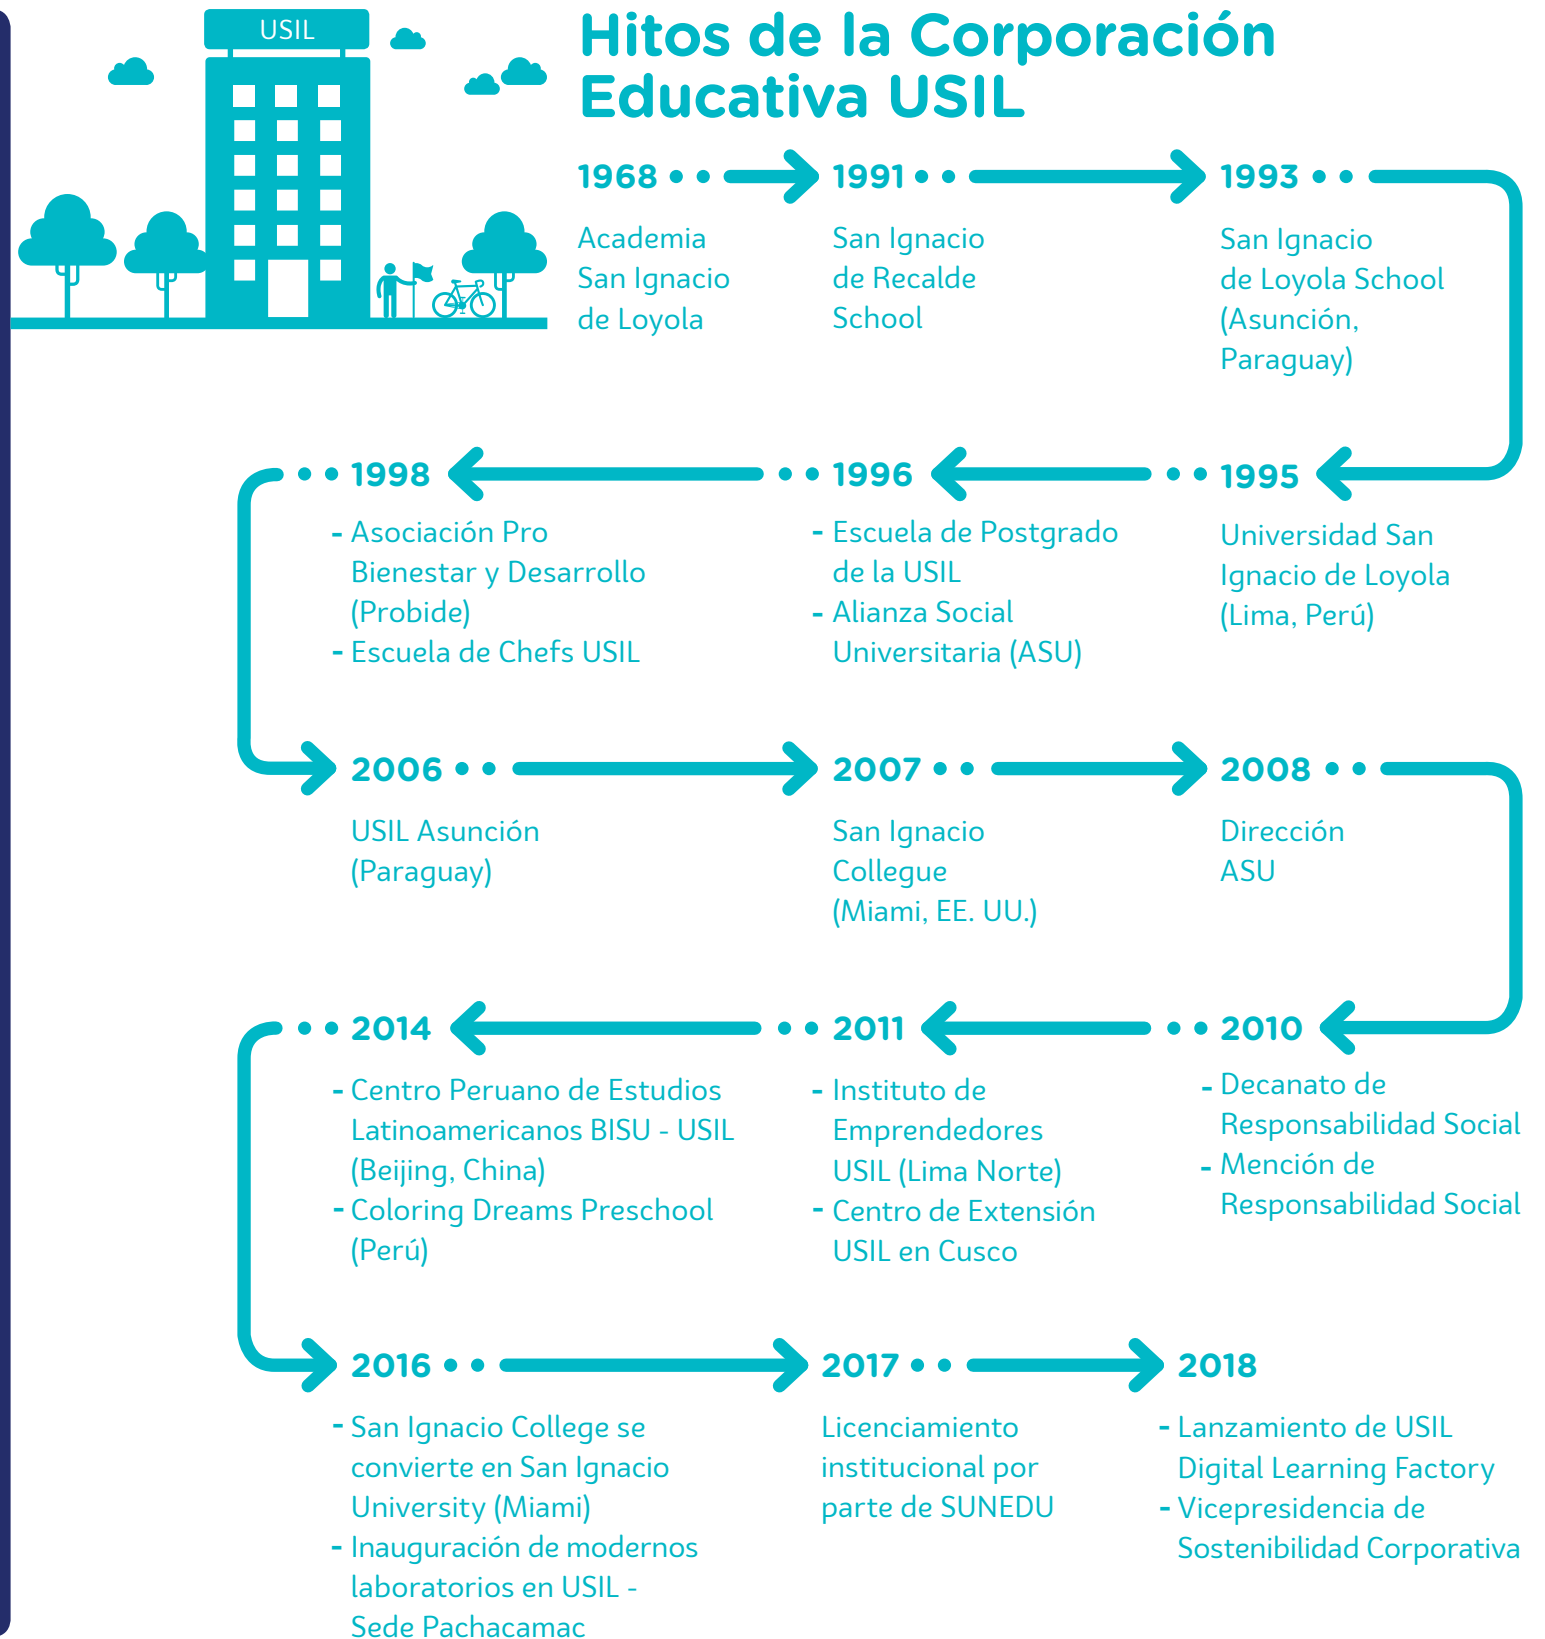 USIL
Hitos de la Corporación
Educativa USIL
1968
Academia
San Ignacio
de Loyola
1991
San Ignacio
de Recalde
School
1993
San Ignacio
de Loyola School
(Asunción,
Paraguay)
1995
Universidad San
Ignacio de Loyola
(Lima, Perú)
1996
- Escuela de Postgrado
de la USIL
- Alianza Social
Universitaria (ASU)
1998
- Asociación Pro
Bienestar y Desarrollo
(Probide)
- Escuela de Chefs USIL
2006
USIL Asunción
(Paraguay)
2007
San Ignacio
Collegue
(Miami, EE. UU.)
2008
Dirección
ASU
2010
- Decanato de
Responsabilidad Social
- Mención de
Responsabilidad Social
2011
- Instituto de
Emprendedores
USIL (Lima Norte)
- Centro de Extensión
USIL en Cusco
2014
- Centro Peruano de Estudios
Latinoamericanos BISU - USIL
(Beijing, China)
- Coloring Dreams Preschool
(Perú)
2016
- San Ignacio College se
convierte en San Ignacio
University (Miami)
- Inauguración de modernos
laboratorios en USIL -
Sede Pachacamac
2017
Licenciamiento
institucional por
parte de SUNEDU
2018
- Lanzamiento de USIL
Digital Learning Factory
- Vicepresidencia de
Sostenibilidad Corporativa